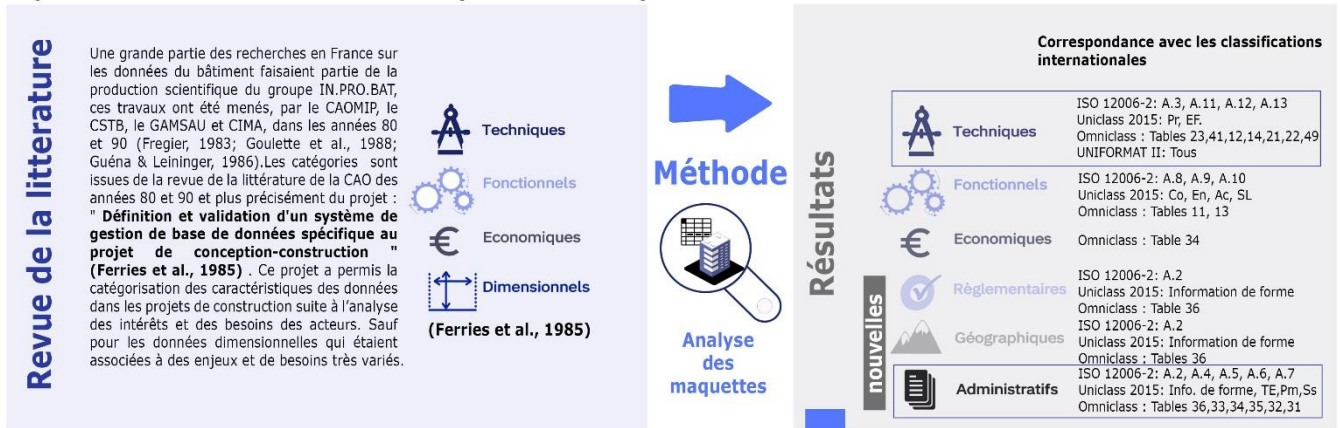 Revue de la litterature
Une grande partie des recherches en France sur
les données du bâtiment faisaient partie de la
production scientifique du groupe IN.PRO.BAT,
ces travaux ont été menés, par le CAOMIP, le
CSTB, le GAMSAU et CIMA, dans les années 80
et 90 (Fregier, 1983; Goulette et al., 1988;
Guéna & Leininger, 1986).Les catégories sont
issues de la revue de la littérature de la CAO des
années 80 et 90 et plus précisément du projet :
" Définition et validation d'un système de
gestion de base de données spécifique au
projet de conception-construction "
(Ferries et al., 1985) . Ce projet a permis la
catégorisation des caractéristiques des données
dans les projets de construction suite à l'analyse
des intérêts et des besoins des acteurs. Sauf
pour les données dimensionnelles qui étaient
associées à des enjeux et de besoins très variés.
Techniques
Fonctionnels
€ Economiques
Dimensionnels
(Ferries et al., 1985)
Méthode
Analyse
des
maquettes
Résultats
Correspondance avec les classifications
internationales
Techniques
ISO 12006-2: A.3, A.11, A.12, A.13
Uniclass 2015: Pr, EF.
Omniclass : Tables 23,41,12,14,21,22,49
UNIFORMAT II: Tous
Fonctionnels
ISO 12006-2: A.8, A.9, A.10
Uniclass 2015: Co, En, Ac, SL
Omniclass : Tables 11, 13
€ Economiques
Omniclass : Table 34
nouvelles
Règlementaires
ISO 12006-2: A.2
Uniclass 2015: Information de forme
Omniclass : Table 36
Géographiques
ISO 12006-2: A.2
Uniclass 2015: Information de forme
Omniclass : Tables 36
Administratifs
ISO 12006-2: A.2, A.4, A.5, A.6, A.7
Uniclass 2015: Info. de forme, TE,Pm,Ss
Omniclass : Tables 36,33,34,35,32,31